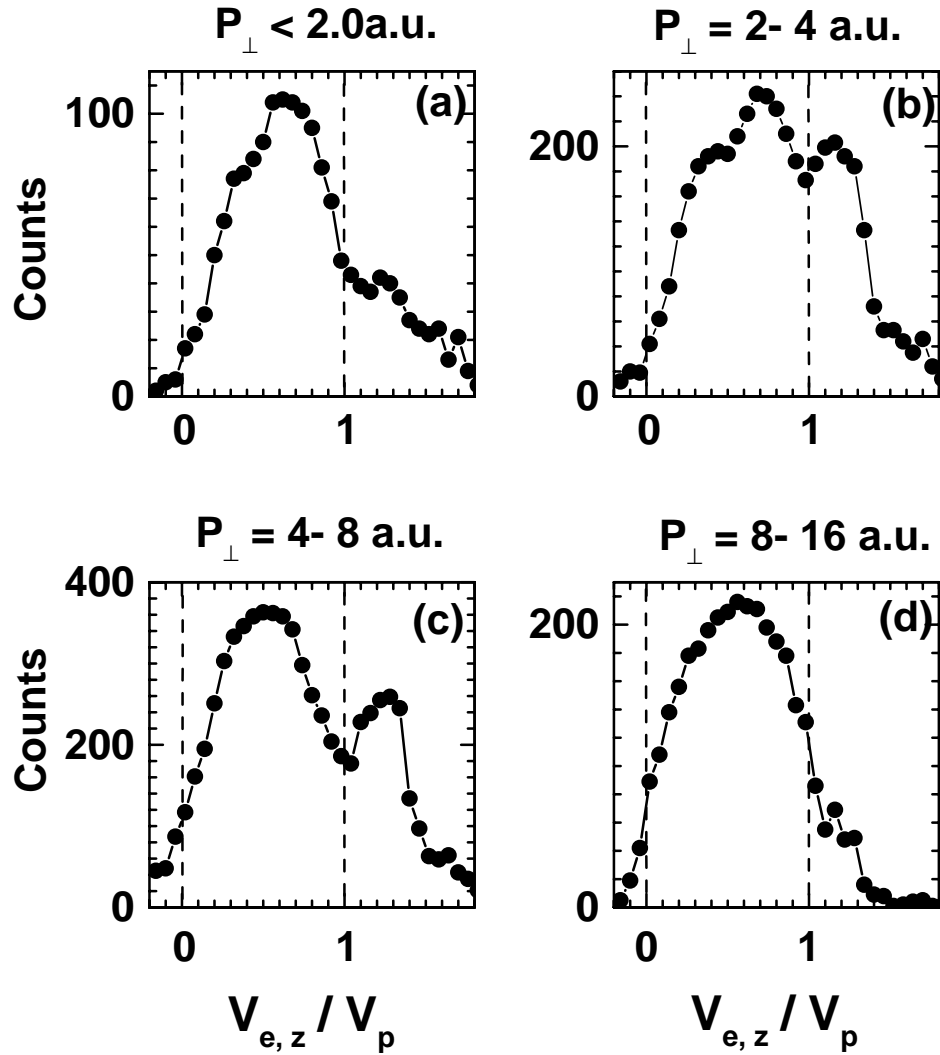 P⊥ < 2.0a.u.
P⊥ = 2- 4 a.u.
(a)
(b)
100
0
200
0
Counts
0 1
0 1
P⊥ = 4- 8 a.u.
P⊥ = 8- 16 a.u.
(c)
(d)
400
200
0
200
0
Counts
0 1
0 1
Ve, z / Vp
Ve, z / Vp